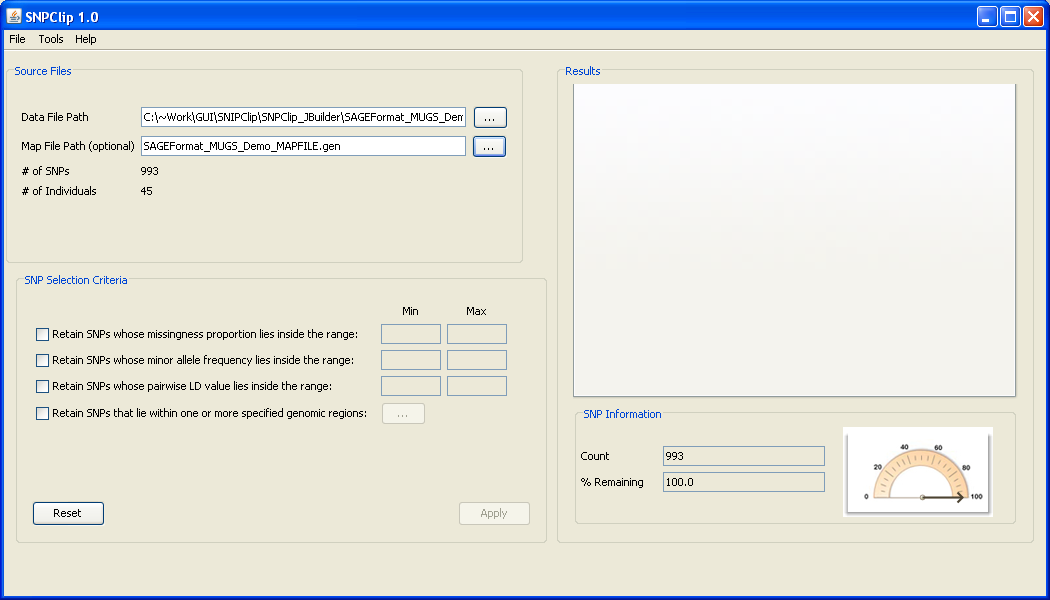 SNPClip 1.0
File Tools Help
Source Files
Data File Path C:\~Work\GUI\SNIPClip\SNPClip_JBuilder\SAGEFormat_MUGS_Dem ...
Map File Path (optional) SAGEFormat_MUGS_Demo_MAPFILE.gen ...
# of SNPs 993
# of Individuals 45
SNP Selection Criteria
Min Max
Retain SNPs whose missingness proportion lies inside the range:
Retain SNPs whose minor allele frequency lies inside the range:
Retain SNPs whose pairwise LD value lies inside the range:
Retain SNPs that lie within one or more specified genomic regions: ...
Reset Apply
Results
SNP Information
Count 993
% Remaining 100.0
0 20 40 60 80 100